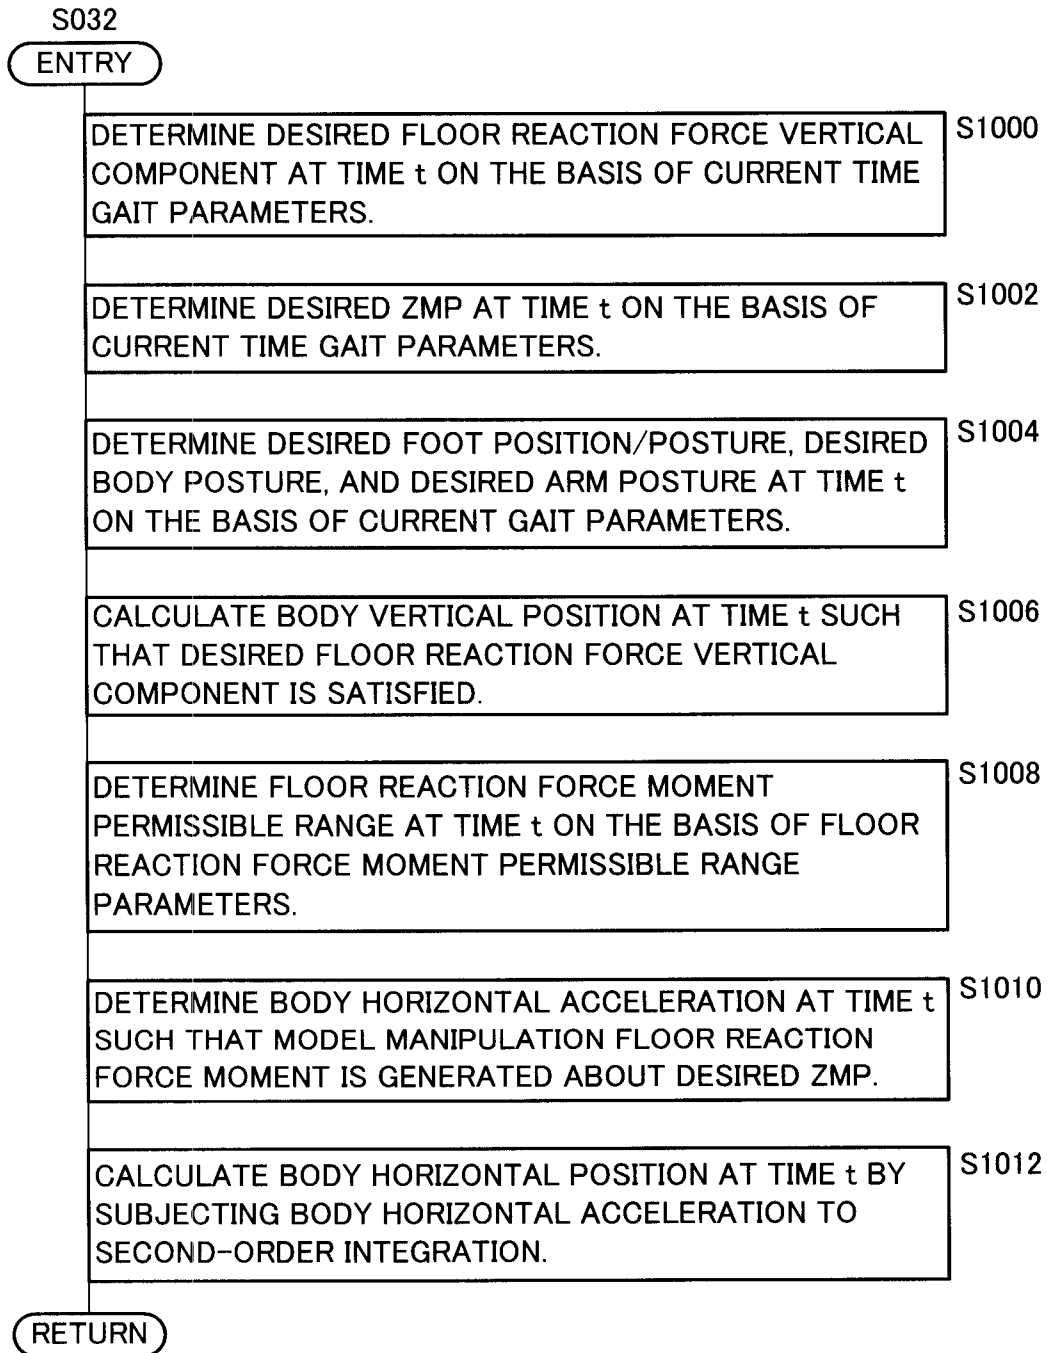 S032
ENTRY
DETERMINE DESIRED FLOOR REACTION FORCE VERTICAL
COMPONENT AT TIME t ON THE BASIS OF CURRENT TIME
GAIT PARAMETERS.
S1000
DETERMINE DESIRED ZMP AT TIME t ON THE BASIS OF
CURRENT TIME GAIT PARAMETERS.
S1002
DETERMINE DESIRED FOOT POSITION/POSTURE, DESIRED
BODY POSTURE, AND DESIRED ARM POSTURE AT TIME t
ON THE BASIS OF CURRENT GAIT PARAMETERS.
S1004
CALCULATE BODY VERTICAL POSITION AT TIME t SUCH
THAT DESIRED FLOOR REACTION FORCE VERTICAL
COMPONENT IS SATISFIED.
S1006
DETERMINE FLOOR REACTION FORCE MOMENT
PERMISSIBLE RANGE AT TIME t ON THE BASIS OF FLOOR
REACTION FORCE MOMENT PERMISSIBLE RANGE
PARAMETERS.
S1008
DETERMINE BODY HORIZONTAL ACCELERATION AT TIME t
SUCH THAT MODEL MANIPULATION FLOOR REACTION
FORCE MOMENT IS GENERATED ABOUT DESIRED ZMP.
S1010
CALCULATE BODY HORIZONTAL POSITION AT TIME t BY
SUBJECTING BODY HORIZONTAL ACCELERATION TO
SECOND-ORDER INTEGRATION.
S1012
RETURN